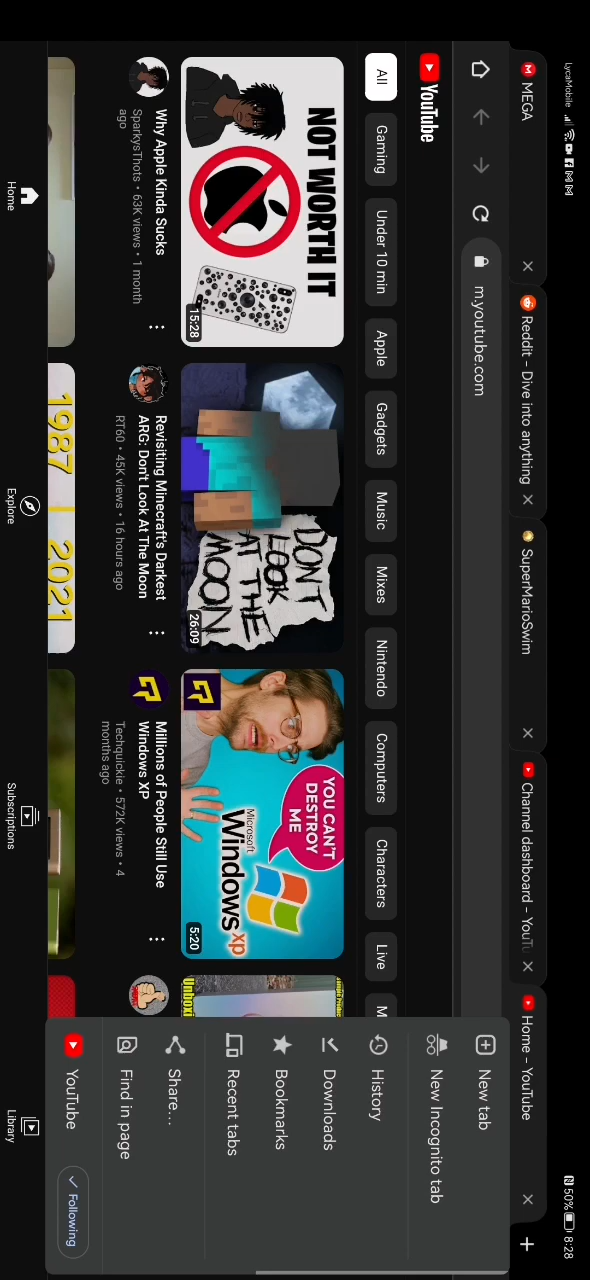 LycaMobile
50% 8:28
MEGA
Reddit - Dive into anything
SuperMarioSwim
Channel dashboard - YouTu
Home - YouTube
m.youtube.com
YouTube
All
Gaming
Under 10 min
Apple
Gadgets
Music
Mixes
Nintendo
Computers
Characters
Live
M
NOT WORTH IT
15:28
Why Apple Kinda Sucks
SparkysThots • 63K views • 1 month
ago
DON'T
LOOK
AT THE
MOON
26:09
Revisiting Minecraft's Darkest
ARG: Don't Look At The Moon
RT60 • 45K views • 16 hours ago
YOU CAN'T
DESTROY
ME
Microsoft
Windows xp
5:20
Millions of People Still Use
Windows XP
Techquickie • 572K views • 4
months ago
Unboxi
1987 | 2021
New tab
New Incognito tab
History
Downloads
Bookmarks
Recent tabs
Share...
Find in page
YouTube
Following
Home
Explore
Subscriptions
Library